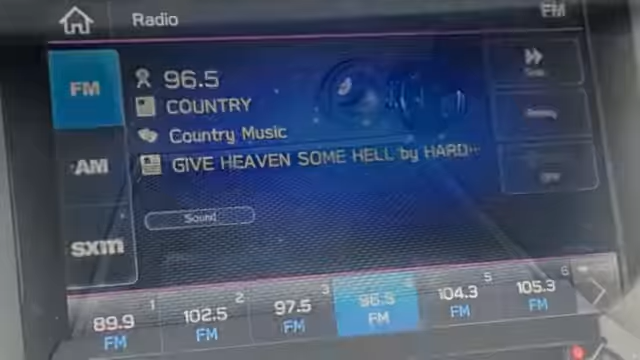 Radio
FM
FM
96.5
COUNTRY
Country Music
AM
GIVE HEAVEN SOME HELL by HARD···
Sound
sxm
1
2
3
5
6
89.9
102.5
97.5
96.5
104.3
105.3
FM
FM
FM
FM
FM
FM